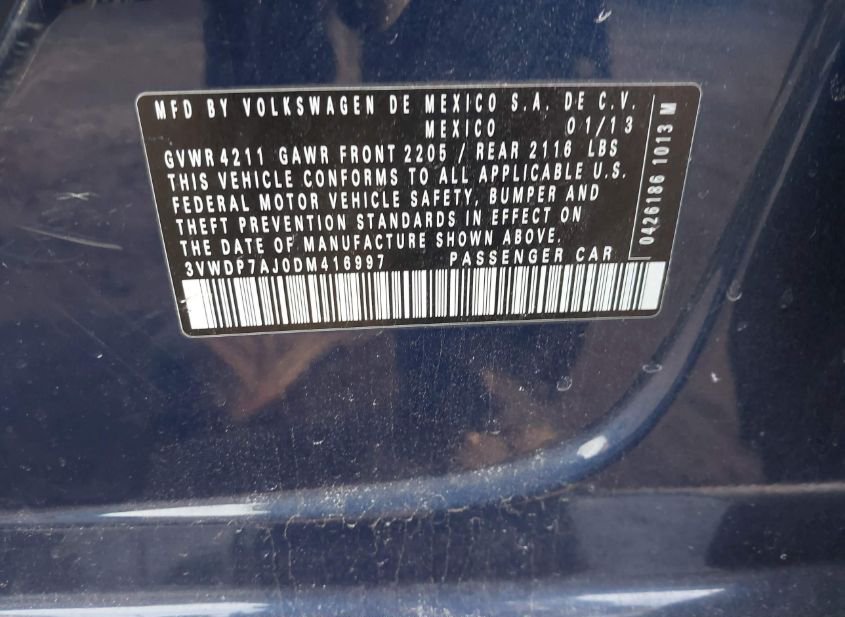 MFD BY VOLKSWAGEN DE MEXICO S.A. DE C.V.
MEXICO 01/13
GVWR 4211 GAWR FRONT 2205 / REAR 2116 LBS
THIS VEHICLE CONFORMS TO ALL APPLICABLE U.S.
FEDERAL MOTOR VEHICLE SAFETY, BUMPER AND
THEFT PREVENTION STANDARDS IN EFFECT ON
THE DATE OF MANUFACTURE SHOWN ABOVE.
3VWDP7AJ0DM416997 PASSENGER CAR
0426186 1013 M